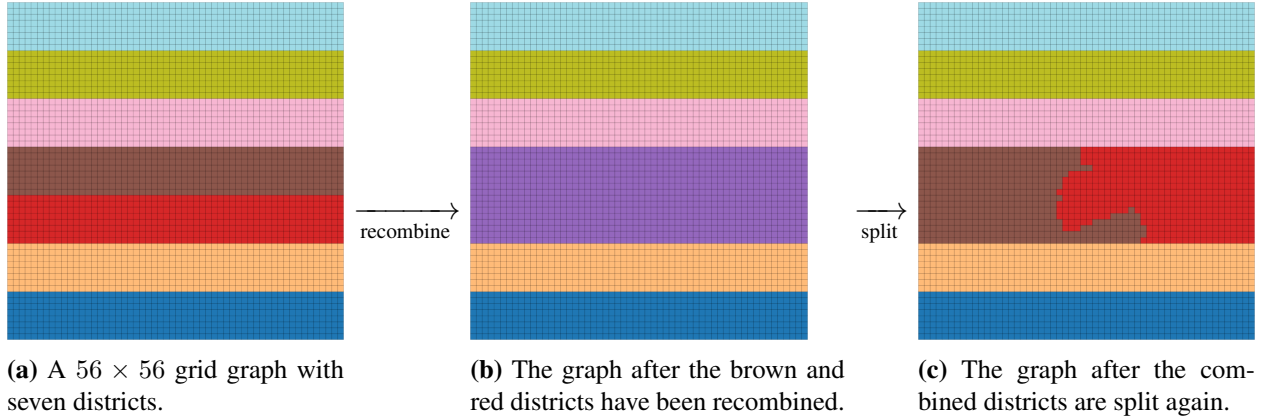 recombine
split
(a) A 56 × 56 grid graph with
seven districts.
(b) The graph after the brown and
red districts have been recombined.
(c) The graph after the com-
bined districts are split again.